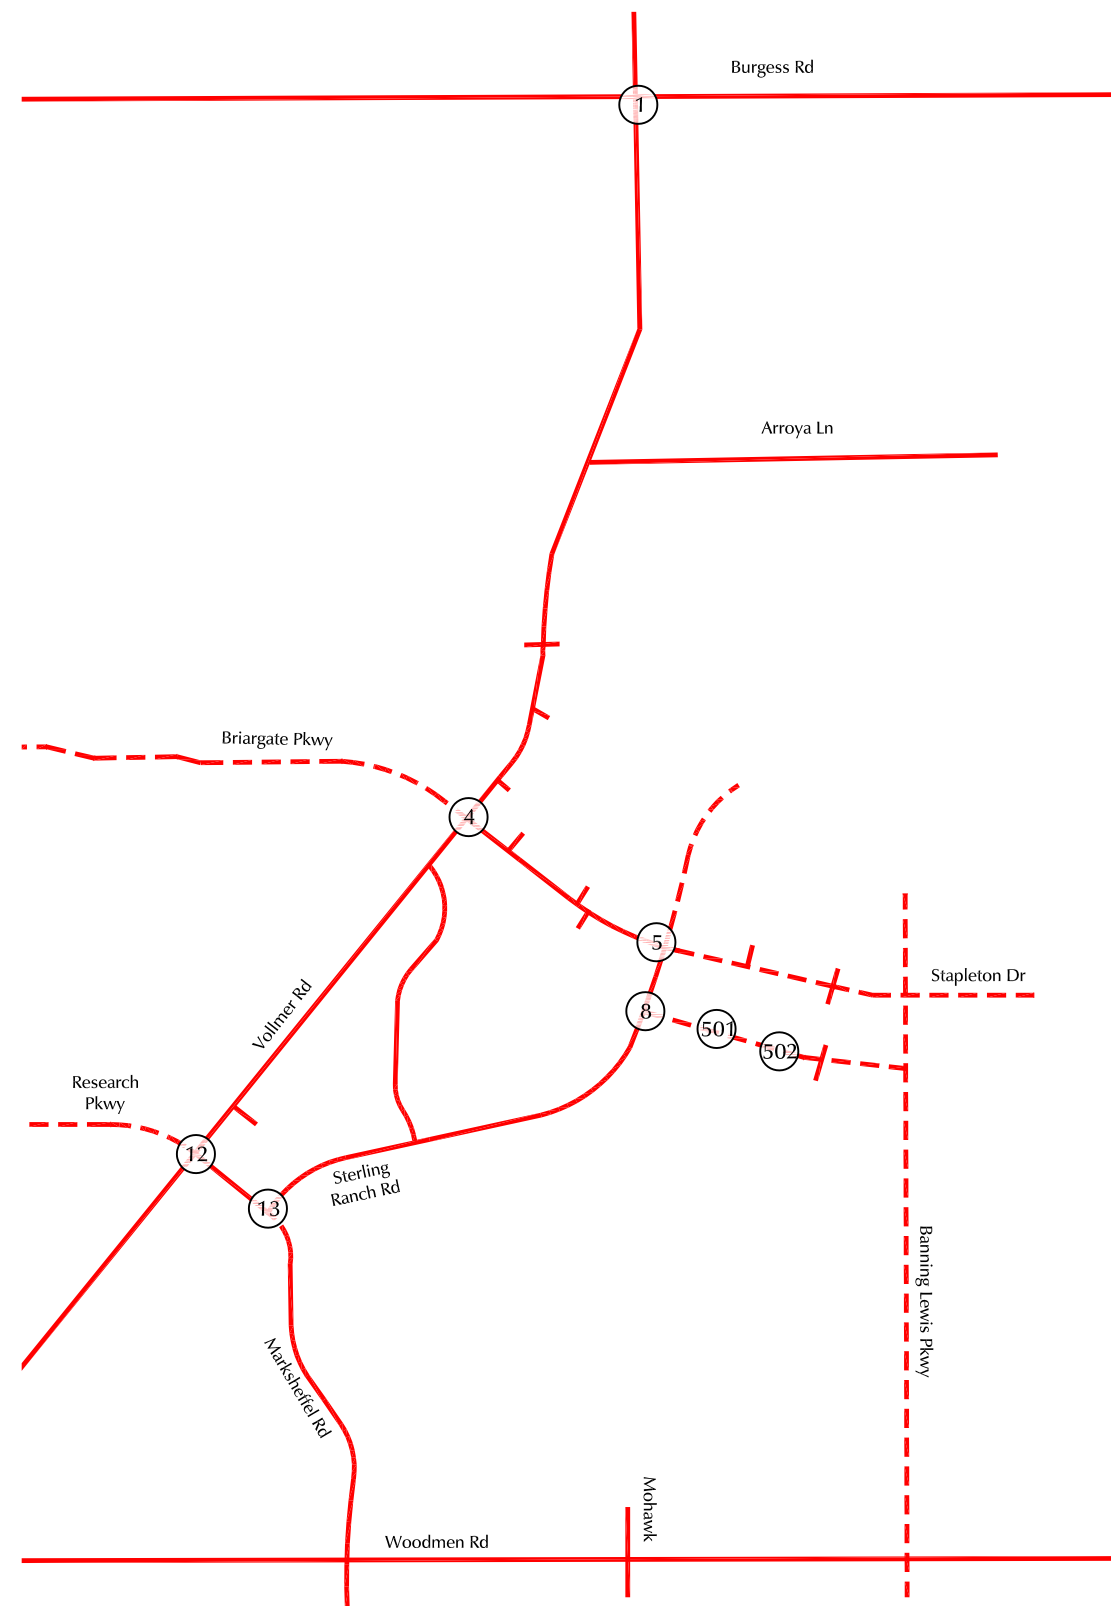 Burgess Rd
1
Arroya Ln
Briargate Pkwy
4
5
Stapleton Dr
Vollmer Rd
8
501
502
Research
Pkwy
12
Sterling
Ranch Rd
13
Banning Lewis Pkwy
Marksheffel Rd
Mohawk
Woodmen Rd